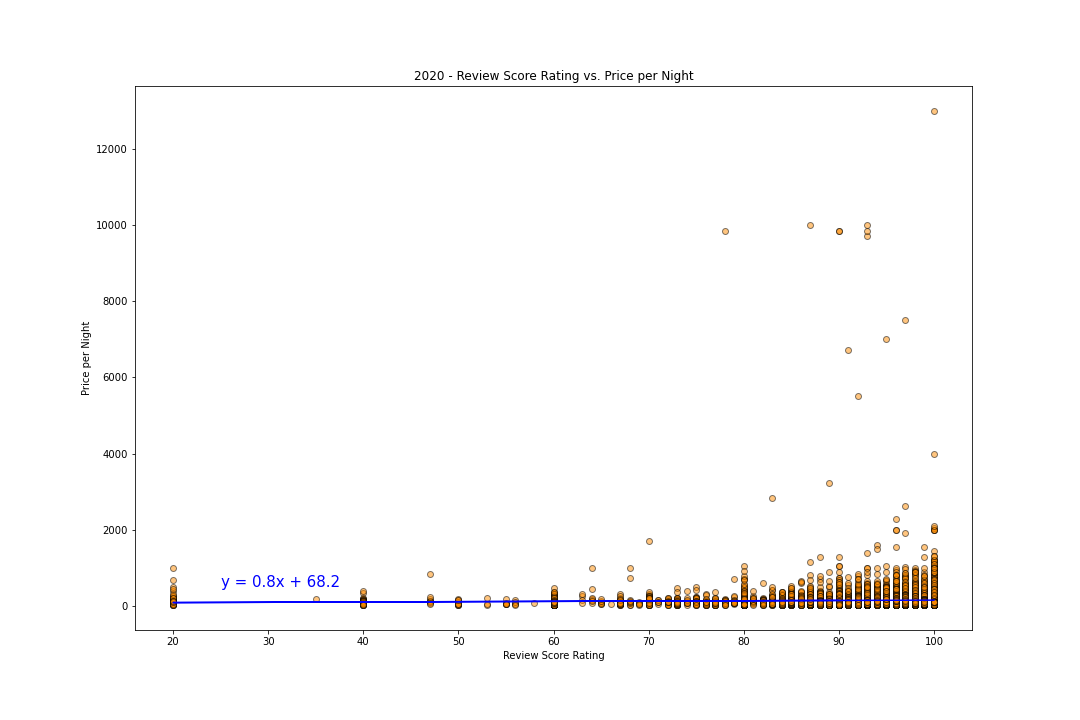 2020 - Review Score Rating vs. Price per Night
12000
10000
8000
6000
4000
2000
0
Price per Night
y = 0.8x + 68.2
20 30 40 50 60 70 80 90 100
Review Score Rating